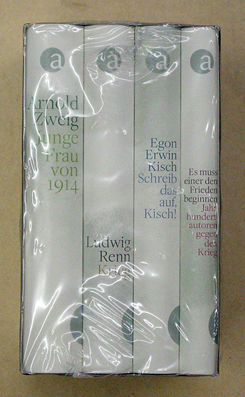 a
Arnold
Zweig
Junge
Frau
von
1914
a
Ludwig
Renn
Krieg
a
Egon
Erwin
Kisch
Schreib
das
auf,
Kisch!
a
Es muss
einer den
Frieden
beginnen
Jahr
hundert
autoren
gegen
den
Krieg